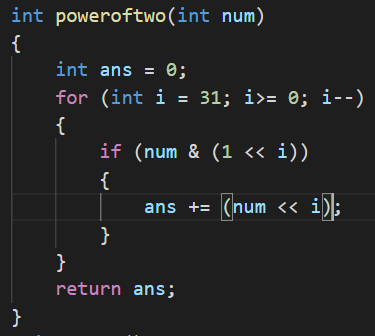 int poweroftwo(int num)
{
int ans = 0;
for (int i = 31; i>= 0; i--)
{
if (num & (1 << i))
{
ans += (num << i);
}
}
return ans;
}